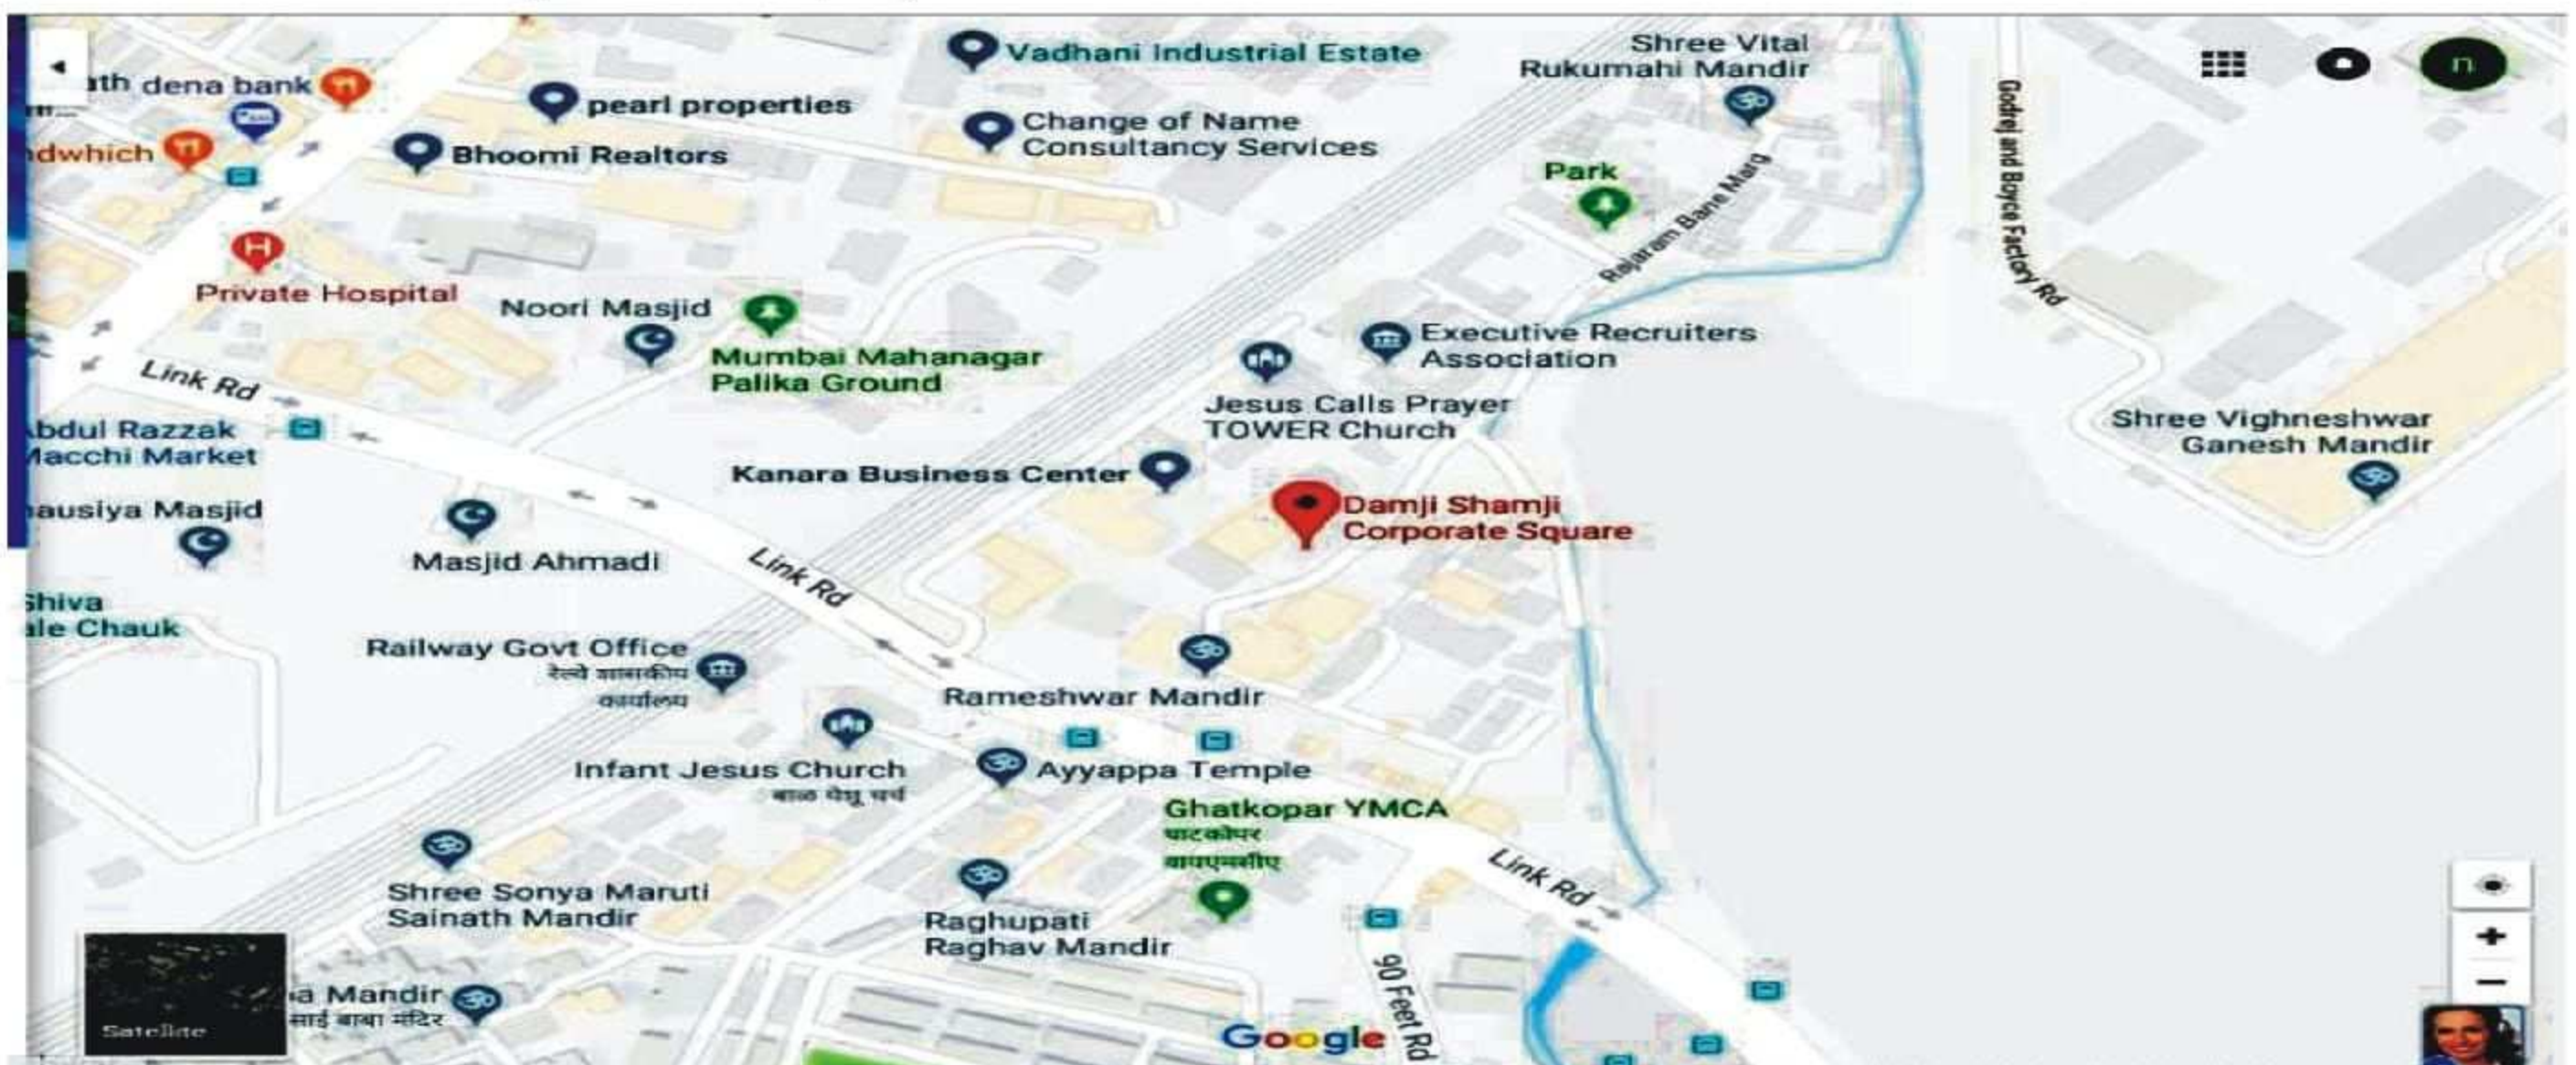 Vadhani Industrial Estate
Shree Vital
Rukumahi Mandir
ath dena bank
pearl properties
n
Change of Name
Consultancy Services
dwhich
Bhoomi Realtors
Park
Rajaram Bane Marg
Godrej and Boyce Factory Rd
Private Hospital
Noori Masjid
Mumbai Mahanagar
Palika Ground
Executive Recruiters
Association
Link Rd
Jesus Calls Prayer
TOWER Church
Shree Vighneshwar
Ganesh Mandir
Abdul Razzak
Macchi Market
Kanara Business Center
Damji Shamji
Corporate Square
ausiya Masjid
Masjid Ahmadi
Link Rd
Shiva
ale Chauk
Railway Govt Office
रेल्वे शासकीय
कार्यालय
Rameshwar Mandir
Infant Jesus Church
बाळ येशू चर्च
Ayyappa Temple
Ghatkopar YMCA
घाटकोपर
वायएमसीए
Link Rd
Shree Sonya Maruti
Sainath Mandir
Raghupati
Raghav Mandir
90 Feet Rd
a Mandir
साई बाबा मंदिर
Satellite
Google